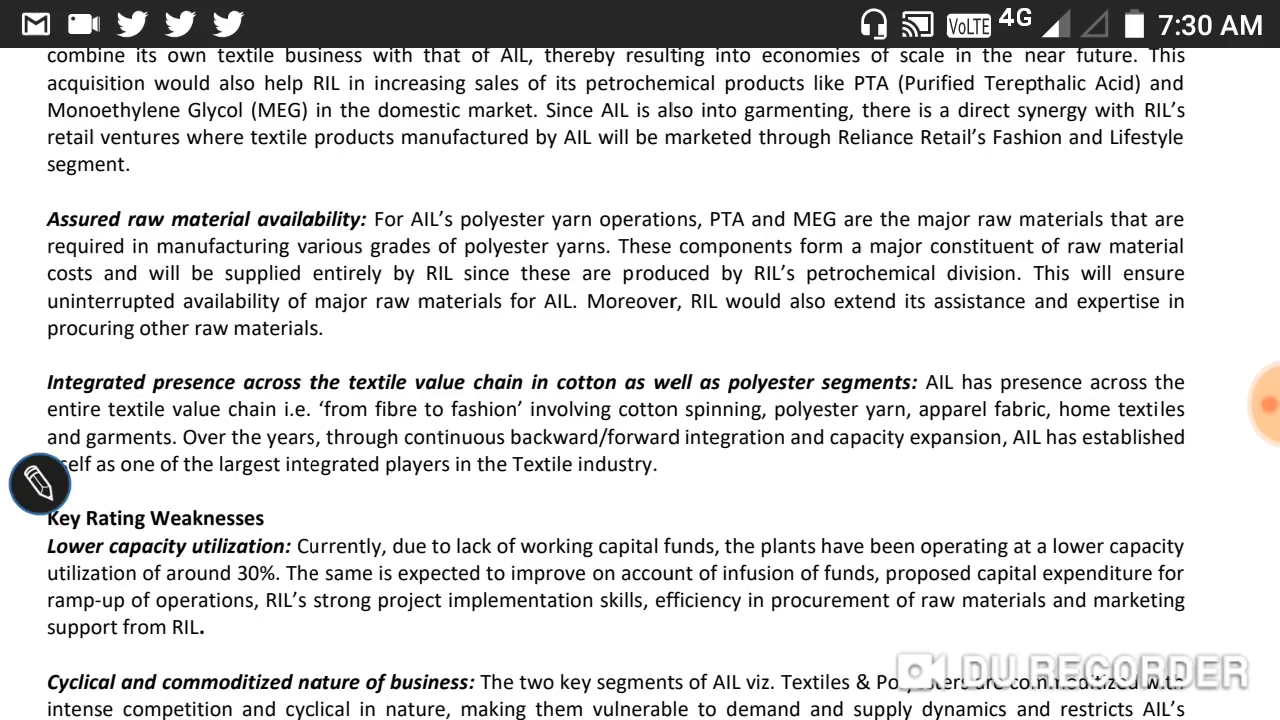 VoLTE 4G 7:30 AM
combine its own textile business with that of AIL, thereby resulting into economies of scale in the near future. This
acquisition would also help RIL in increasing sales of its petrochemical products like PTA (Purified Terepthalic Acid) and
Monoethylene Glycol (MEG) in the domestic market. Since AIL is also into garmenting, there is a direct synergy with RIL’s
retail ventures where textile products manufactured by AIL will be marketed through Reliance Retail’s Fashion and Lifestyle
segment.
Assured raw material availability: For AIL’s polyester yarn operations, PTA and MEG are the major raw materials that are
required in manufacturing various grades of polyester yarns. These components form a major constituent of raw material
costs and will be supplied entirely by RIL since these are produced by RIL’s petrochemical division. This will ensure
uninterrupted availability of major raw materials for AIL. Moreover, RIL would also extend its assistance and expertise in
procuring other raw materials.
Integrated presence across the textile value chain in cotton as well as polyester segments: AIL has presence across the
entire textile value chain i.e. ‘from fibre to fashion’ involving cotton spinning, polyester yarn, apparel fabric, home textiles
and garments. Over the years, through continuous backward/forward integration and capacity expansion, AIL has established
self as one of the largest integrated players in the Textile industry.
Key Rating Weaknesses
Lower capacity utilization: Currently, due to lack of working capital funds, the plants have been operating at a lower capacity
utilization of around 30%. The same is expected to improve on account of infusion of funds, proposed capital expenditure for
ramp-up of operations, RIL’s strong project implementation skills, efficiency in procurement of raw materials and marketing
support from RIL.
Cyclical and commoditized nature of business: The two key segments of AIL viz. Textiles & Polyesters are commoditized with
intense competition and cyclical in nature, making them vulnerable to demand and supply dynamics and restricts AIL’s
DU RECORDER